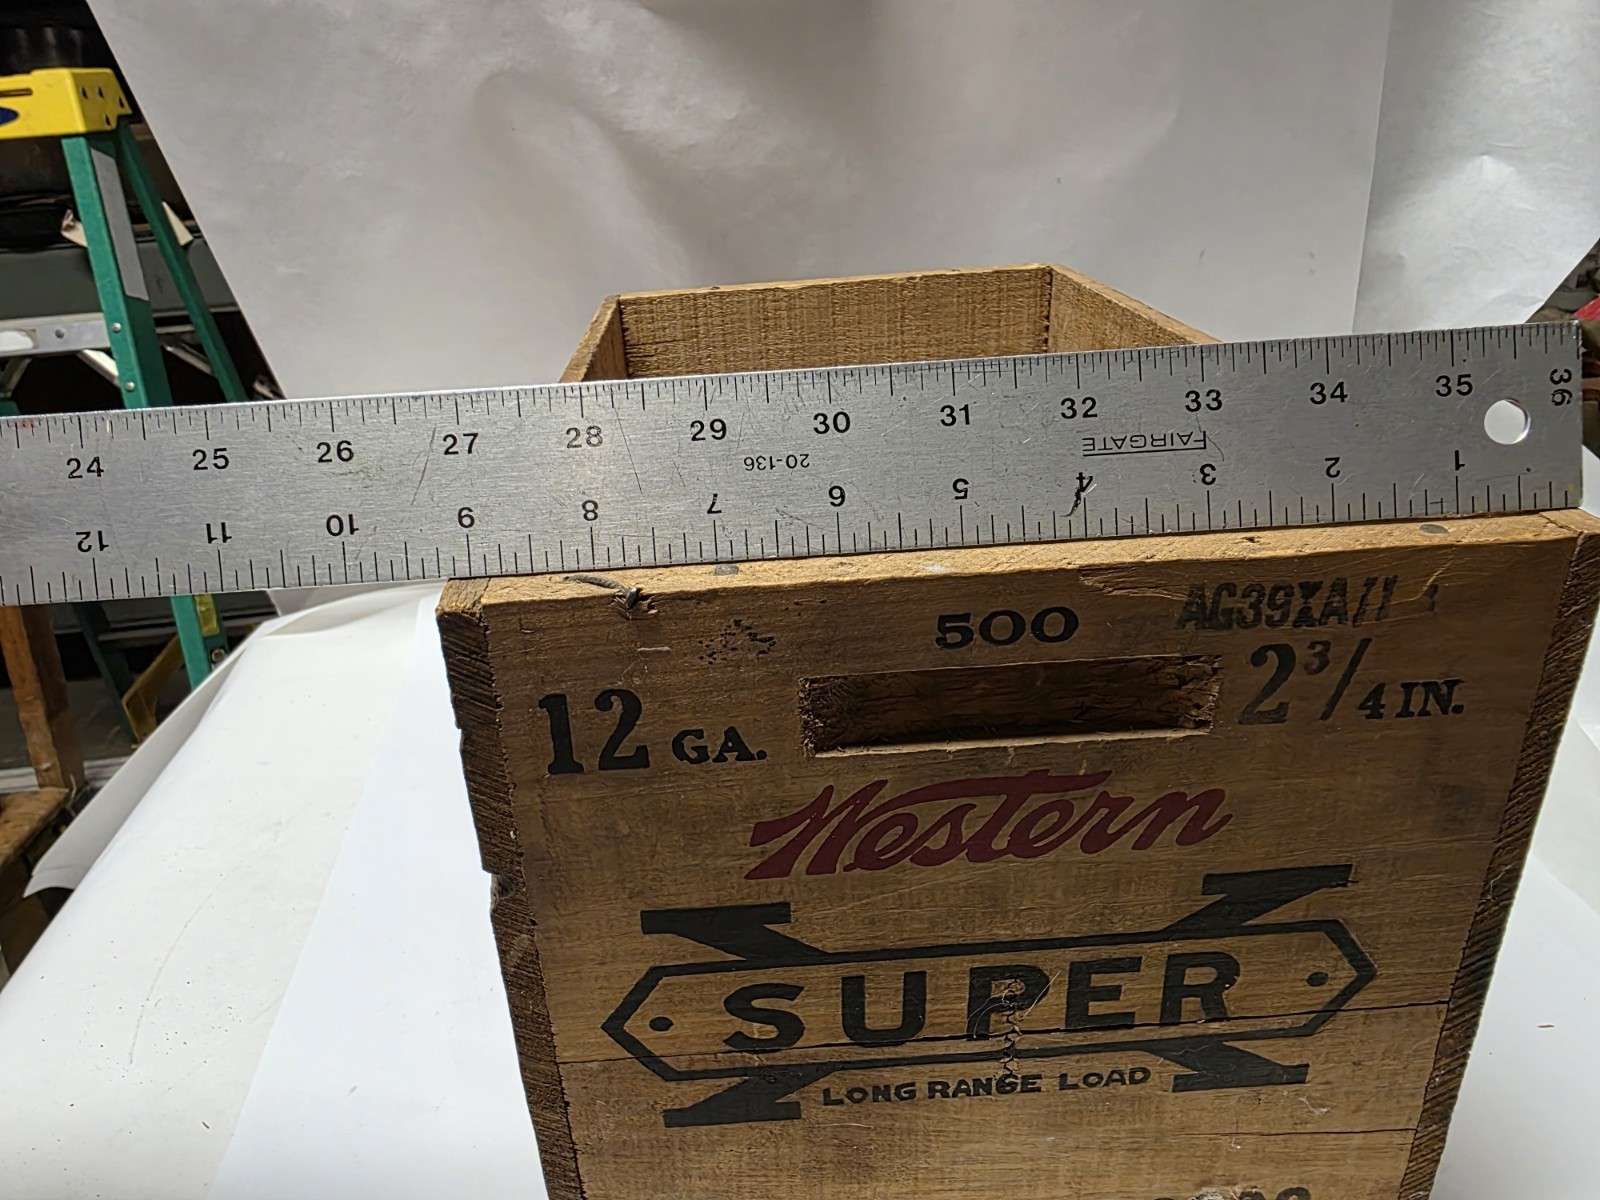 24 25 26 27 28 29 30 31 32 33 34 35 36
FAIRGATE
20-136
12 11 10 9 8 7 6 5 4 3 2 1
500
12 GA.
2 3/4 IN.
Western
SUPER
LONG RANGE LOAD